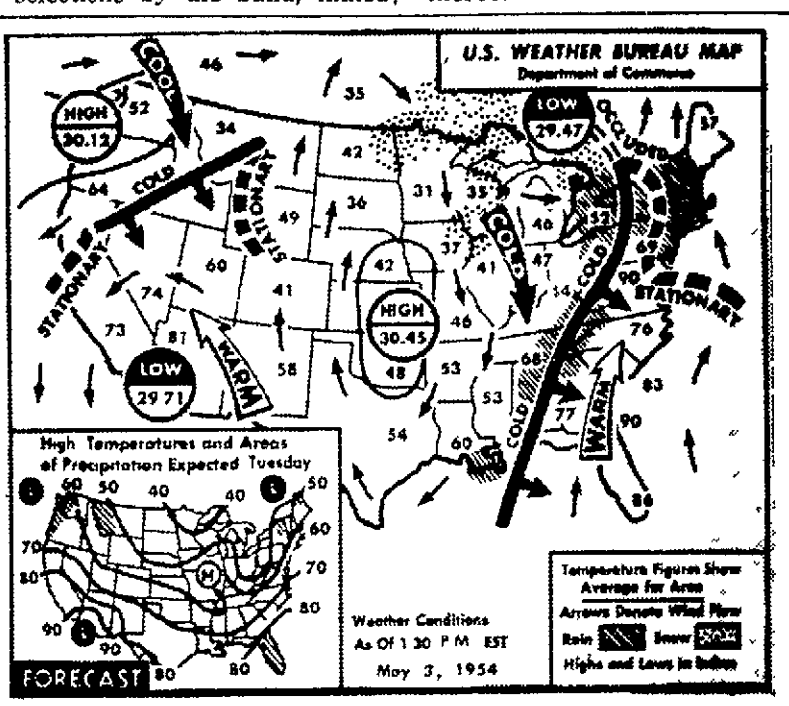 U.S. WEATHER BUREAU MAP
Department of Commerce
COOL
46
35
HIGH
30.12
52
34
LOW
29.47
OCCLUDED
57
64
COLD
STATIONARY
42
36
31
35
49
46
52
69
COLD
COLD
37
41
47
90
STATIONARY
STATIONARY
60
74
73
81
41
42
HIGH
30.45
48
46
54
76
LOW
29 71
WARM
58
53
53
68
COLD
77
WARM
83
90
86
54
60
High Temperatures and Areas
of Precipitation Expected Tuesday
L
60
50
40
40
L
50
60
70
70
80
80
H
90
L
90
80
80
80
FORECAST
Weather Conditions
As Of 1 30 P M EST
May 3, 1954
Temperature Figures Show
Average for Area
Arrows Denote Wind Flow
Rain
Snow
Highs and Lows in Inches